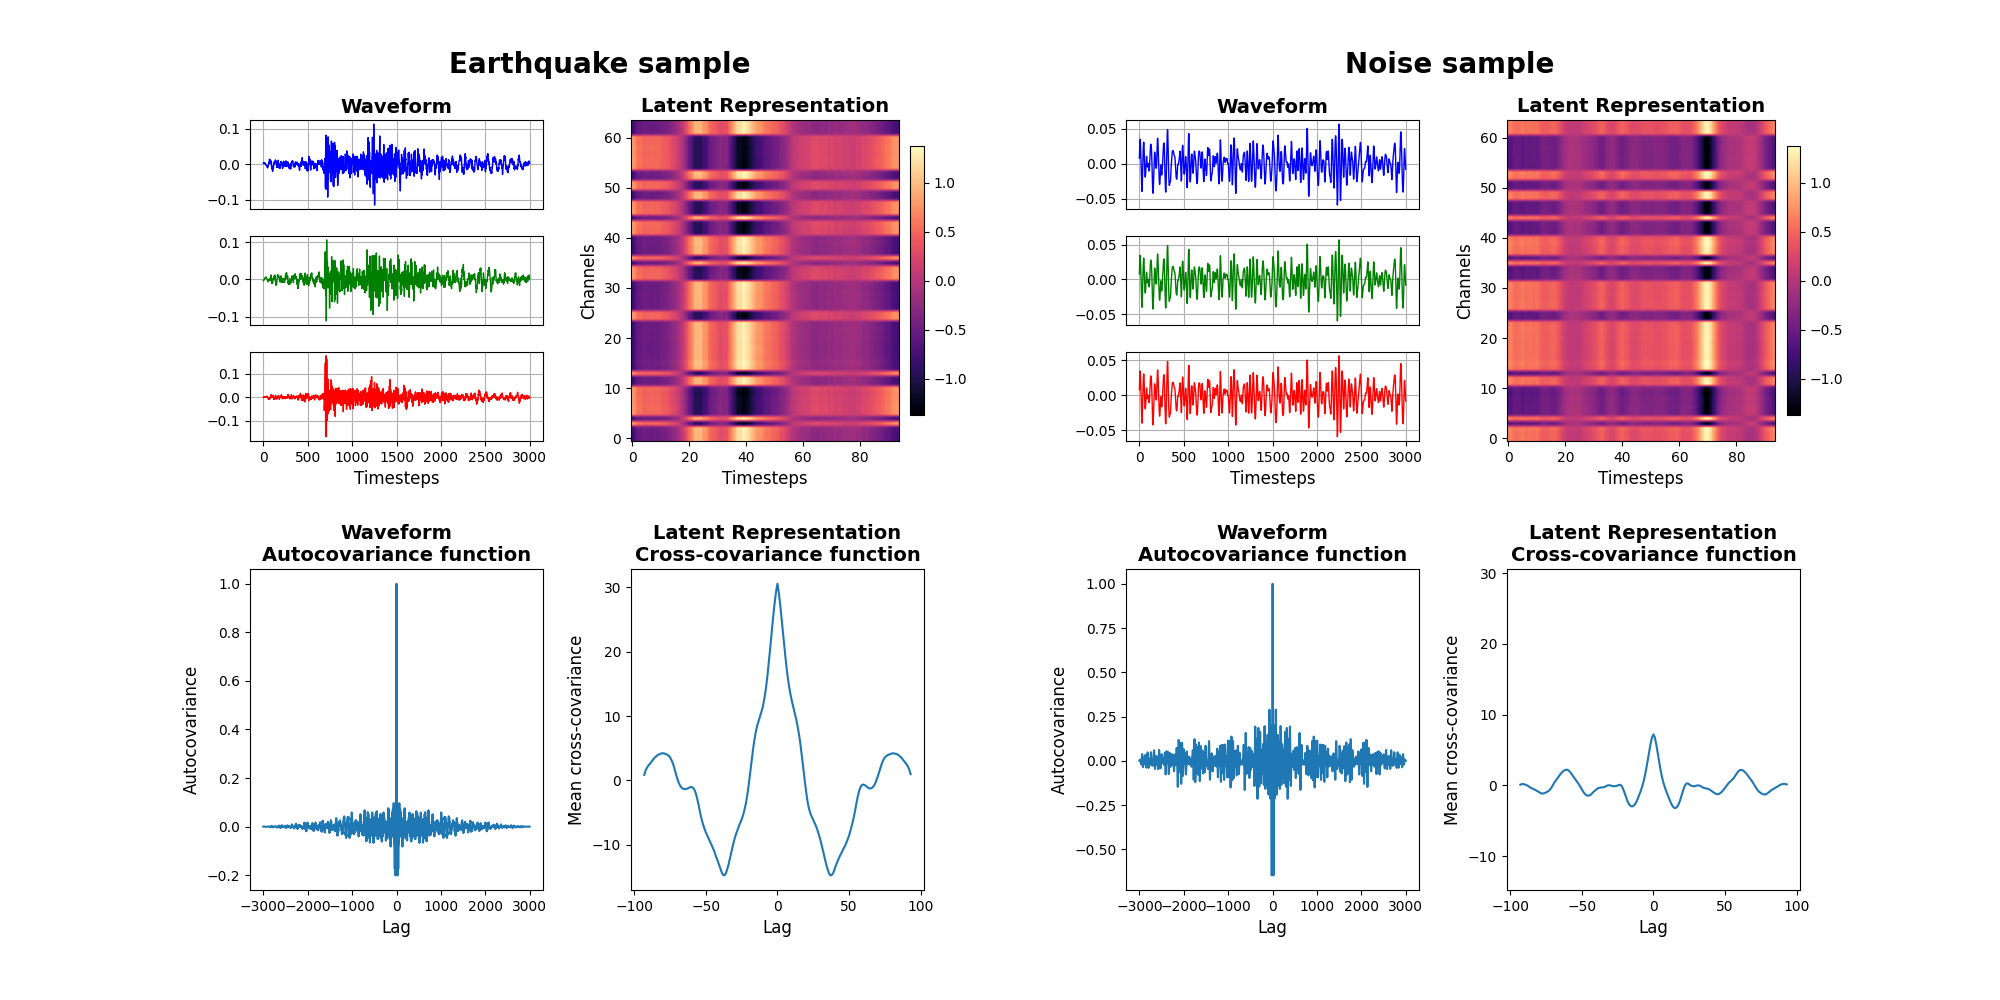 Earthquake sample
Noise sample
Waveform
0.1
0.0
−0.1
0.1
0.0
−0.1
0.1
0.0
−0.1
0 500 1000 1500 2000 2500 3000
Timesteps
Latent Representation
Channels
60
50
40
30
20
10
0
0 20 40 60 80
Timesteps
1.0
0.5
0.0
−0.5
−1.0
Waveform
0.05
0.00
−0.05
0.05
0.00
−0.05
0.05
0.00
−0.05
0 500 1000 1500 2000 2500 3000
Timesteps
Latent Representation
Channels
60
50
40
30
20
10
0
0 20 40 60 80
Timesteps
1.0
0.5
0.0
−0.5
−1.0
Waveform
Autocovariance function
Autocovariance
1.0
0.8
0.6
0.4
0.2
0.0
−0.2
−3000 −2000 −1000 0 1000 2000 3000
Lag
Latent Representation
Cross-covariance function
Mean cross-covariance
30
20
10
0
−10
−100 −50 0 50 100
Lag
Waveform
Autocovariance function
Autocovariance
1.00
0.75
0.50
0.25
0.00
−0.25
−0.50
−3000 −2000 −1000 0 1000 2000 3000
Lag
Latent Representation
Cross-covariance function
Mean cross-covariance
30
20
10
0
−10
−100 −50 0 50 100
Lag